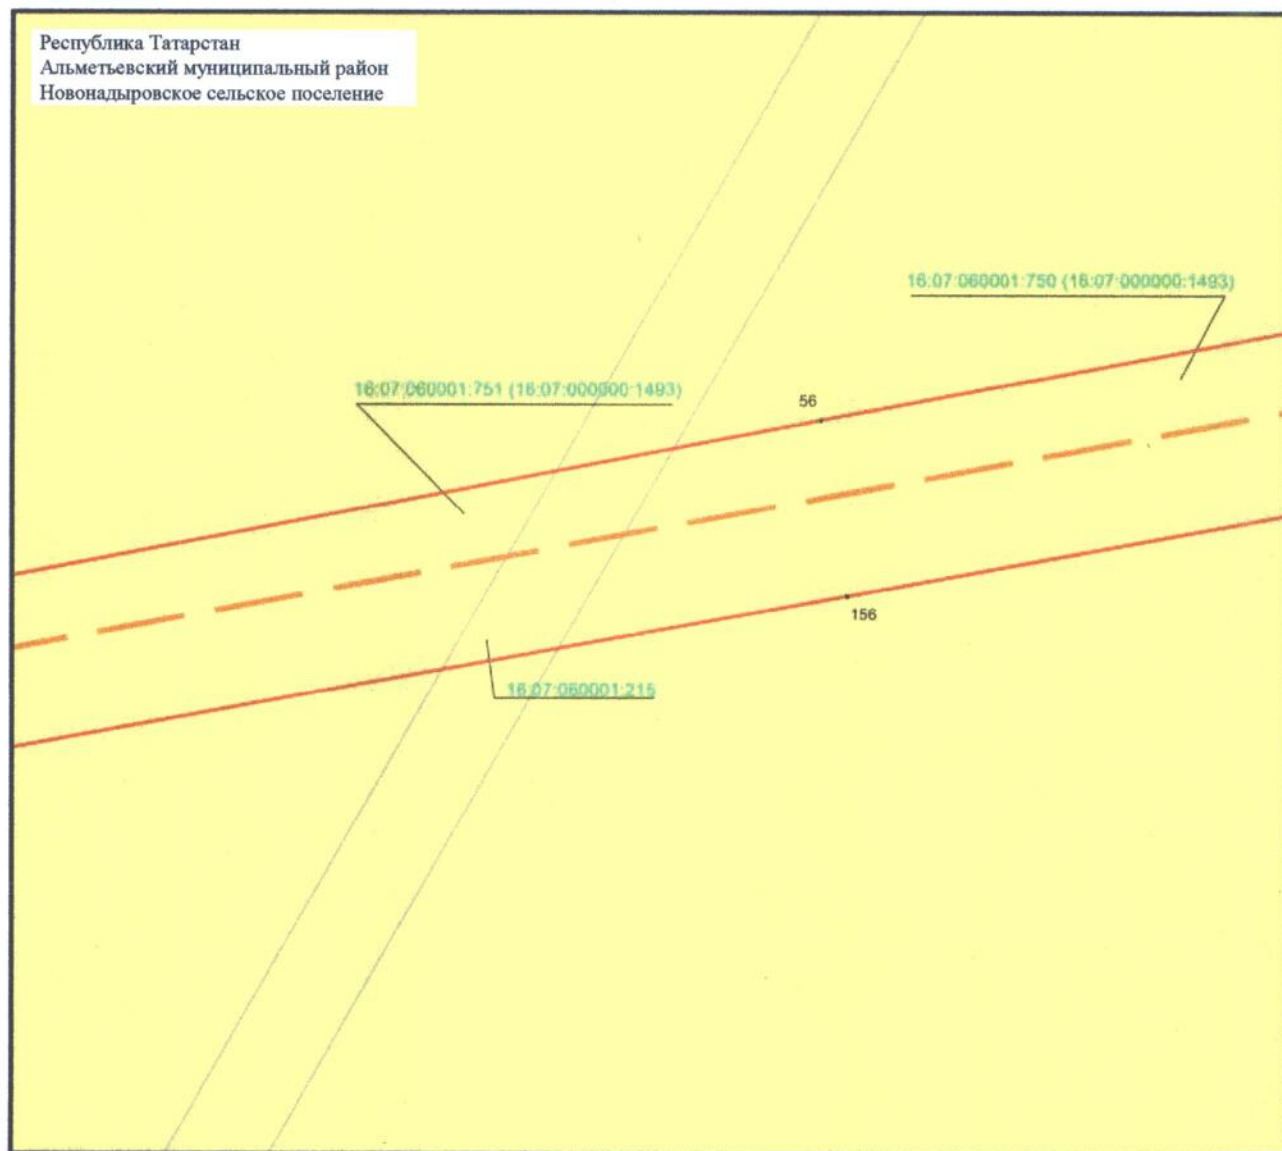 Республика Татарстан
Альметьевский муниципальный район
Новонадыровское сельское поселение
16:07:060001:750 (16:07:000000:1493)
16:07:060001:751 (16:07:000000:1493)
56
156
16:07:060001:215